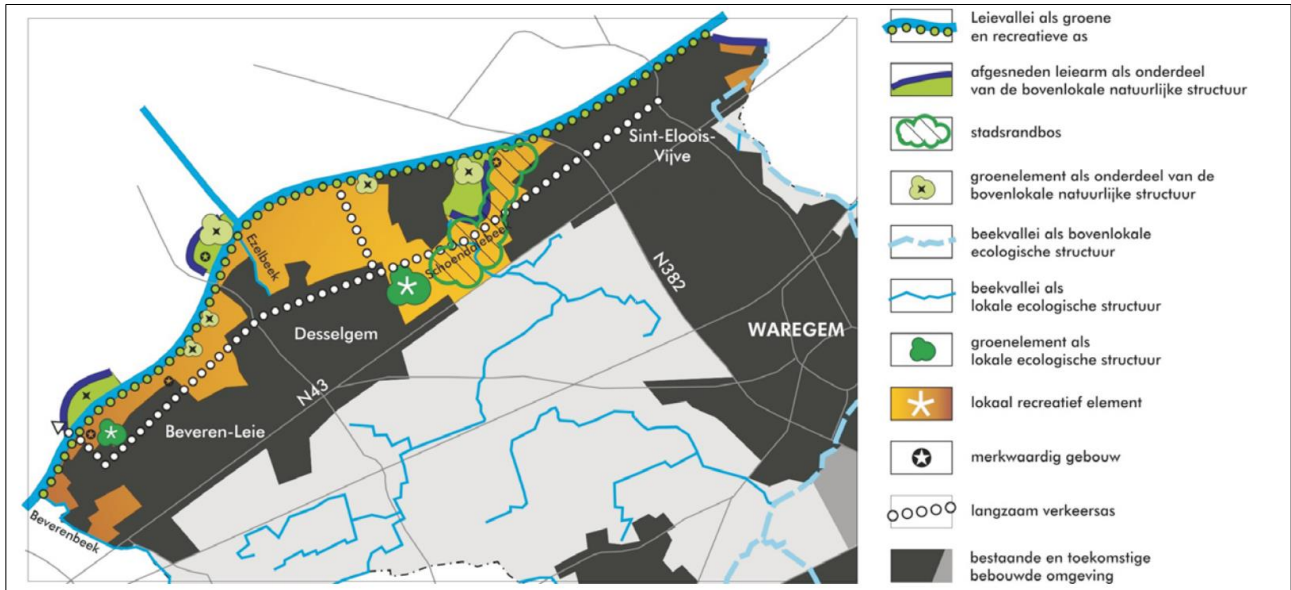 Sint-Eloois-
Vijve
Ezelbeek
Schoendalebeek
N382
WAREGEM
Desselgem
N43
Beveren-Leie
Beverenbeek
Leievallei als groene
en recreatieve as
afgesneden leiearm als onderdeel
van de bovenlokale natuurlijke structuur
stadsrandbos
groenelement als onderdeel van de
bovenlokale natuurlijke structuur
beekvallei als bovenlokale
ecologische structuur
beekvallei als
lokale ecologische structuur
groenelement als
lokale ecologische structuur
lokaal recreatief element
merkwaardig gebouw
langzaam verkeersas
bestaande en toekomstige
bebouwde omgeving